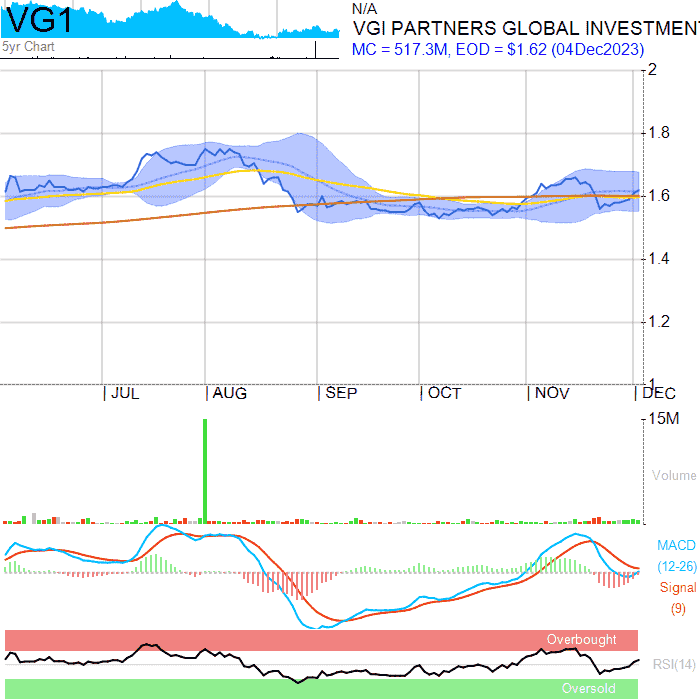 VG1
5yr Chart
N/A
VGI PARTNERS GLOBAL INVESTMENT
MC = 517.3M, EOD = $1.62 (04Dec2023)
2
1.8
1.6
1.4
1.2
1
JUL AUG SEP OCT NOV DEC
15M
Volume
MACD
(12-26)
Signal
(9)
Overbought
RSI(14)
Oversold